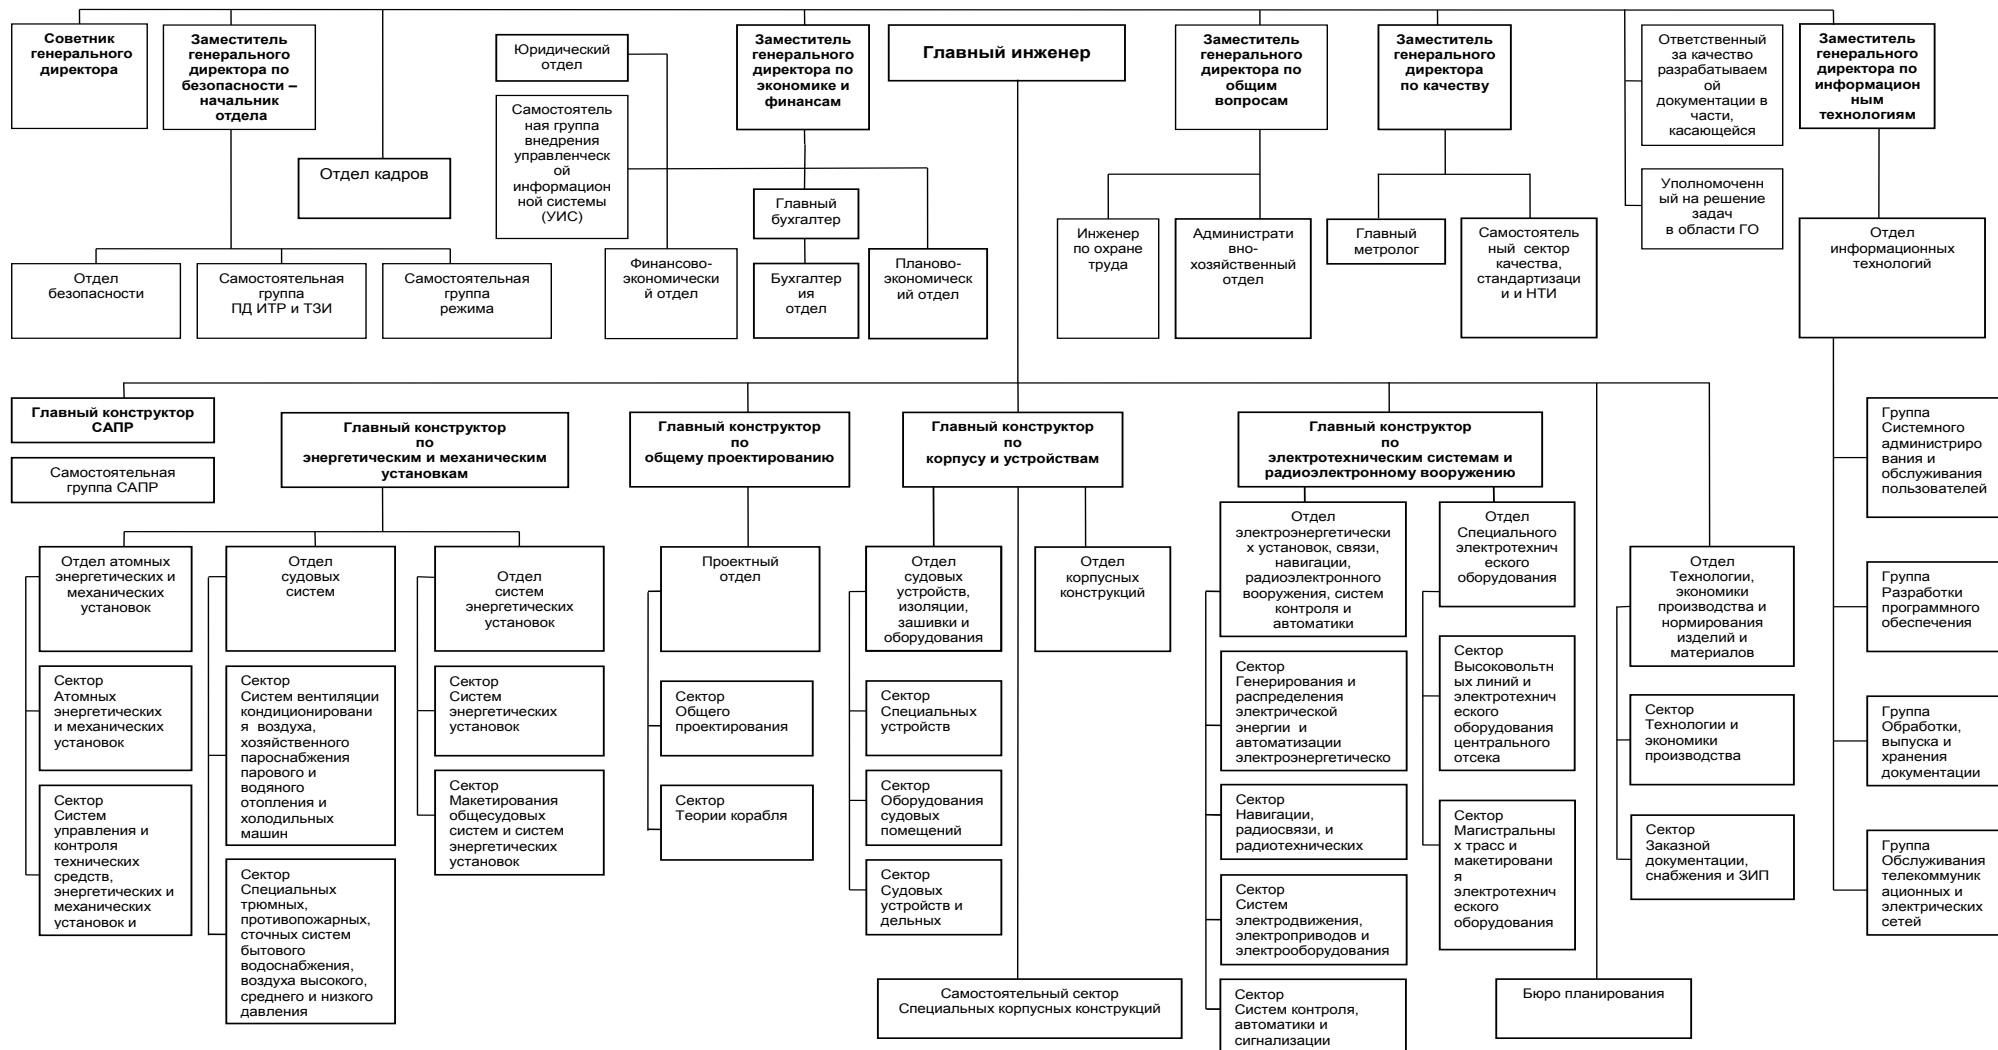 Советник
генерального
директора
Заместитель
генерального
директора по
безопасности –
начальник
отдела
Юридический
отдел
Самостоятель
ная группа
внедрения
управленческ
ой
информацион
ной системы
(УИС)
Заместитель
генерального
директора по
экономике и
финансам
Главный инженер
Заместитель
генерального
директора по
общим
вопросам
Заместитель
генерального
директора
по качеству
Ответственный
за качество
разрабатываем
ой
документации в
части,
касающейся
Заместитель
генерального
директора по
информацион
ным
технологиям
Отдел кадров
Главный
бухгалтер
Уполномоченн
ый на решение
задач
в области ГО
Отдел
безопасности
Самостоятельная
группа
ПД ИТР и ТЗИ
Самостоятельная
группа
режима
Финансово-
экономически
й отдел
Бухгалтер
ия
отдел
Планово-
экономическ
ий отдел
Инженер
по охране
труда
Административ
но-
хозяйственный
отдел
Главный
метролог
Самостоятель
ный сектор
качества,
стандартизаци
и и НТИ
Отдел
информационных
технологий
Главный конструктор
САПР
Самостоятельная
группа САПР
Главный конструктор
по
энергетическим и механическим
установкам
Главный конструктор
по
общему проектированию
Главный конструктор
по
корпусу и устройствам
Главный конструктор
по
электротехническим системам и
радиоэлектронному вооружению
Группа
Системного
администриро
вания и
обслуживания
пользователей
Отдел атомных
энергетических и
механических
установок
Отдел
судовых
систем
Отдел
систем
энергетических
установок
Проектный
отдел
Отдел
судовых
устройств,
изоляции,
зашивки и
оборудования
Отдел
корпусных
конструкций
Отдел
электроэнергетически
х установок, связи,
навигации,
радиоэлектронного
вооружения, систем
контроля и
автоматики
Отдел
Специального
электротехнич
еского
оборудования
Отдел
Технологии,
экономики
производства и
нормирования
изделий и
материалов
Группа
Разработки
программного
обеспечения
Сектор
Атомных
энергетических
и механических
установок
Сектор
Систем вентиляции
кондиционировани
я воздуха,
хозяйственного
пароснабжения
парового и
водяного
отопления и
холодильных
машин
Сектор
Систем
энергетических
установок
Сектор
Общего
проектирования
Сектор
Специальных
устройств
Сектор
Генерирования и
распределения
электрической
энергии и
автоматизации
электроэнергетическо
Сектор
Высоковольтн
ых линий и
электротехнич
еского
оборудования
центрального
отсека
Сектор
Технологии и
экономики
производства
Группа
Обработки,
выпуска и
хранения
документации
Сектор
Систем
управления и
контроля
технических
средств,
энергетических и
механических
установок и
Сектор
Специальных
трюмных,
противопожарных,
сточных систем
бытового
водоснабжения,
воздуха высокого,
среднего и низкого
давления
Сектор
Макетирования
общесудовых
систем и систем
энергетических
установок
Сектор
Теории корабля
Сектор
Оборудования
судовых
помещений
Сектор
Судовых
устройств и
дельных
Сектор
Навигации,
радиосвязи, и
радиотехнических
Сектор
Магистральны
х трасс и
макетировани
я
электротехнич
еского
оборудования
Сектор
Заказной
документации,
снабжения и ЗИП
Группа
Обслуживания
телекоммуник
ационных и
электрических
сетей
Сектор
Систем
электродвижения,
электроприводов и
электрооборудования
Самостоятельный сектор
Специальных корпусных конструкций
Сектор
Систем контроля,
автоматики и
сигнализации
Бюро планирования